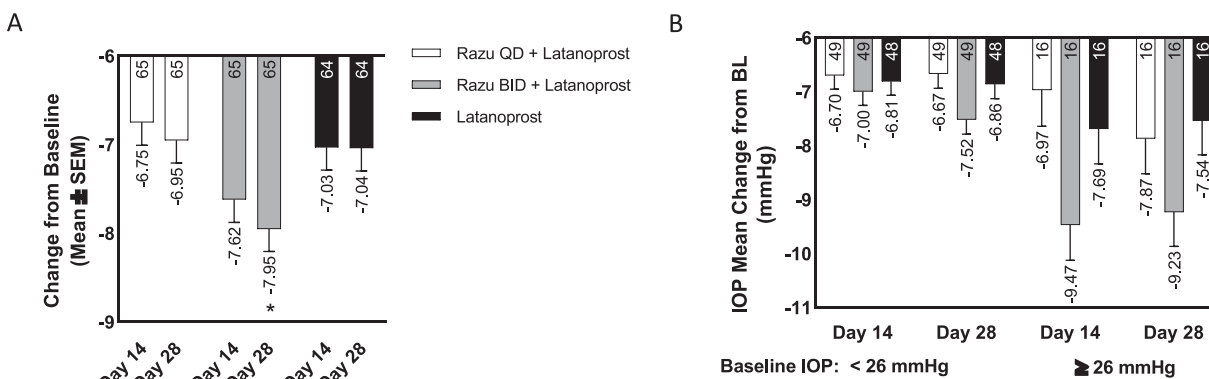 A
-6
-7
-8
-9
Change from Baseline
(Mean ± SEM)
65
65
65
65
64
64
-6.75
-6.95
-7.62
-7.95
*
-7.03
-7.04
Day 14
Day 28
Day 14
Day 28
Day 14
Day 28
Razu QD + Latanoprost
Razu BID + Latanoprost
Latanoprost
B
-6
-7
-8
-9
-10
-11
IOP Mean Change from BL
(mmHg)
49
49
48
49
49
48
16
16
16
16
16
16
-6.70
-7.00
-6.81
-6.67
-7.52
-6.86
-6.97
-9.47
-7.69
-7.87
-9.23
-7.54
Day 14 Day 28 Day 14 Day 28
Baseline IOP: < 26 mmHg ≥ 26 mmHg